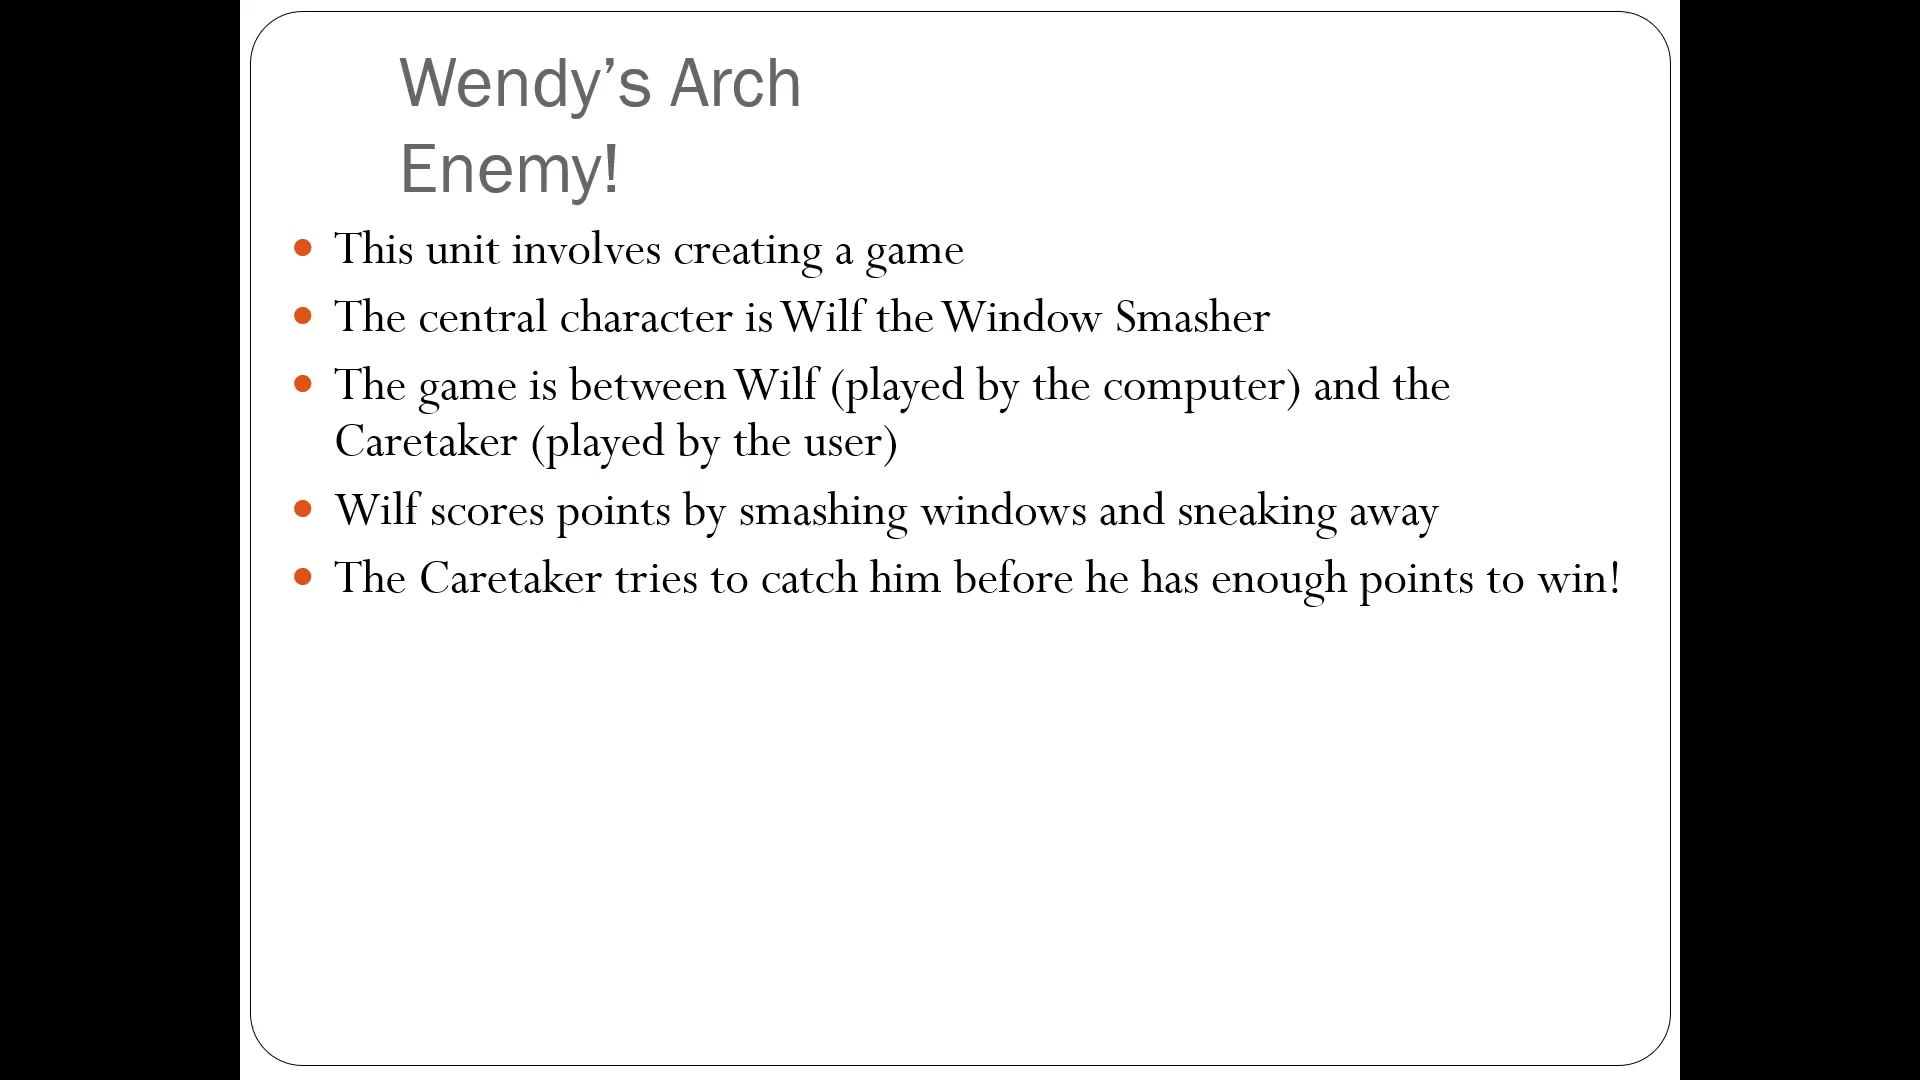 Wendy’s Arch
Enemy!
This unit involves creating a game
The central character is Wilf the Window Smasher
The game is between Wilf (played by the computer) and the
Caretaker (played by the user)
Wilf scores points by smashing windows and sneaking away
The Caretaker tries to catch him before he has enough points to win!